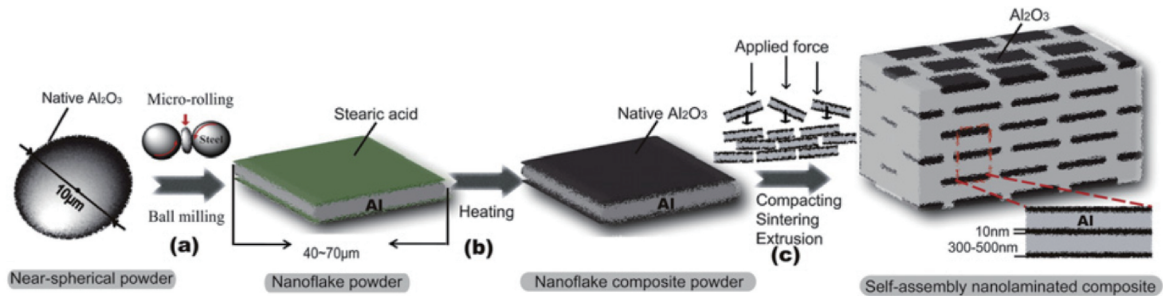 Native Al₂O₃
10μm
Near-spherical powder
Micro-rolling
Steel
Ball milling
(a)
Stearic acid
Al
40~70μm
Nanoflake powder
Heating
(b)
Native Al₂O₃
Al
Nanoflake composite powder
Applied force
Compacting
Sintering
Extrusion
(c)
Al₂O₃
Al
10nm
300-500nm
Self-assembly nanolaminated composite